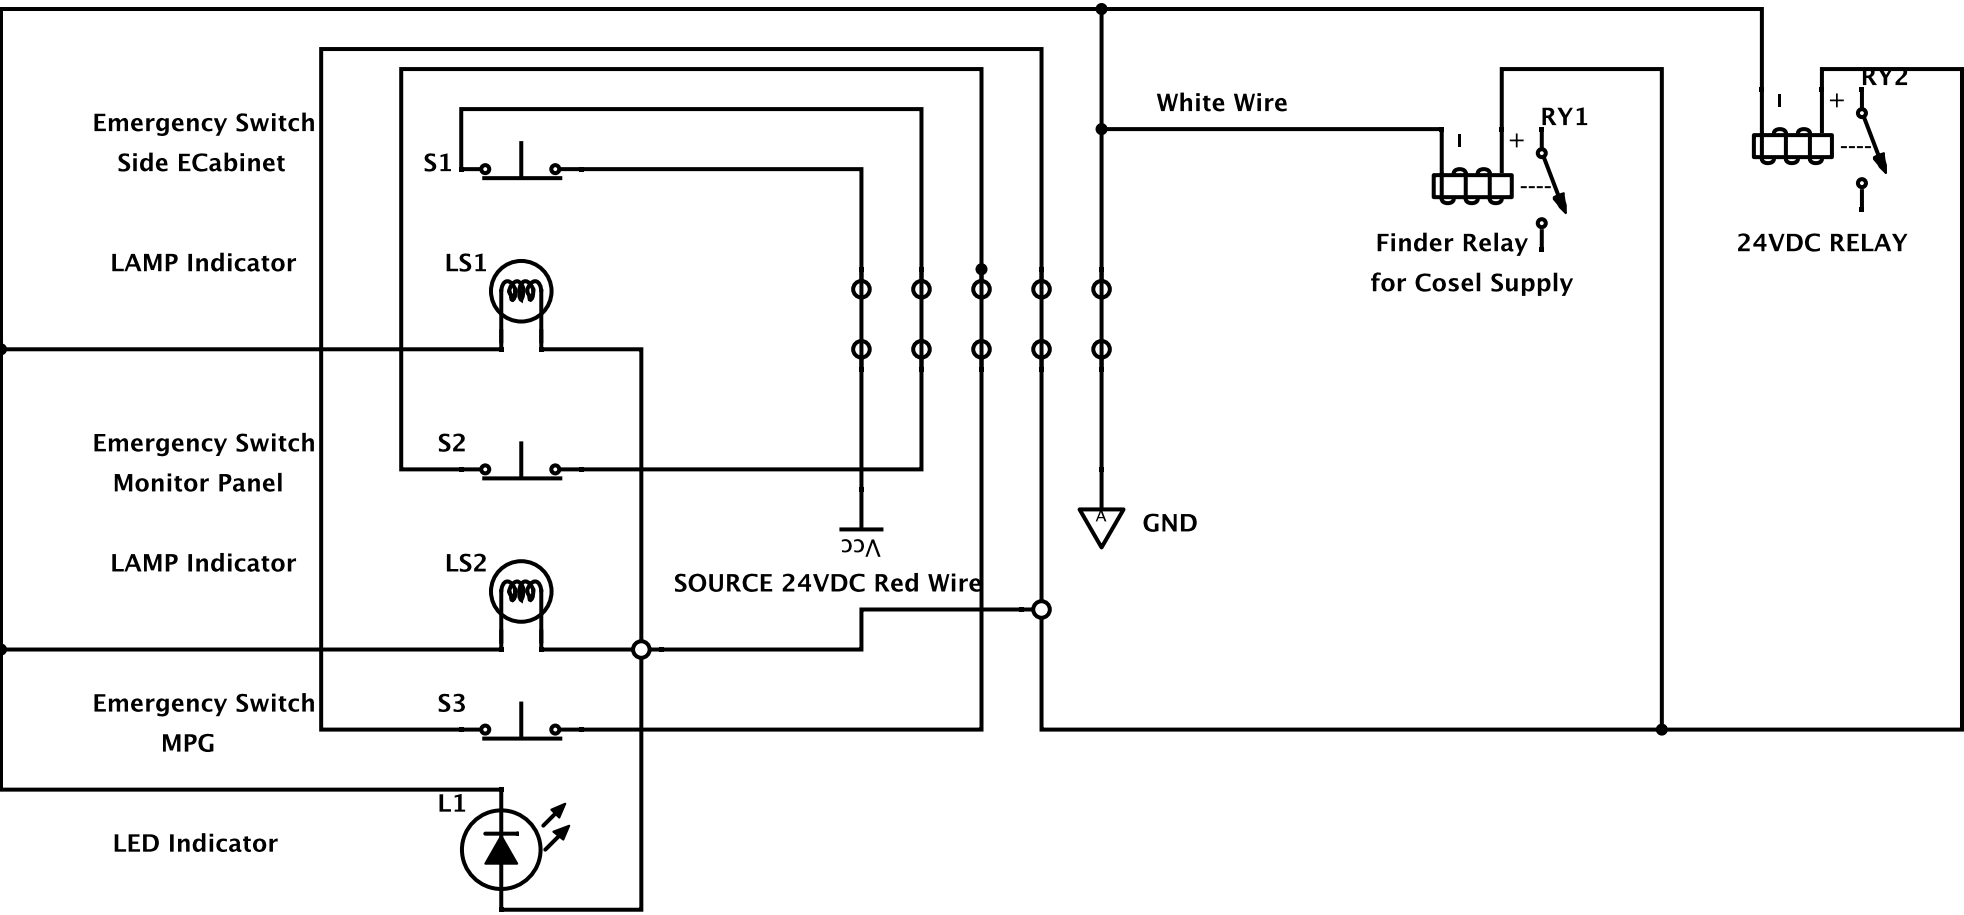 Emergency Switch
Side ECabinet
S1
LAMP Indicator
LS1
Emergency Switch
Monitor Panel
S2
LAMP Indicator
LS2
Emergency Switch
MPG
S3
LED Indicator
L1
Vcc
SOURCE 24VDC Red Wire
A
GND
White Wire
-
+
RY1
Finder Relay
for Cosel Supply
-
+
RY2
24VDC RELAY